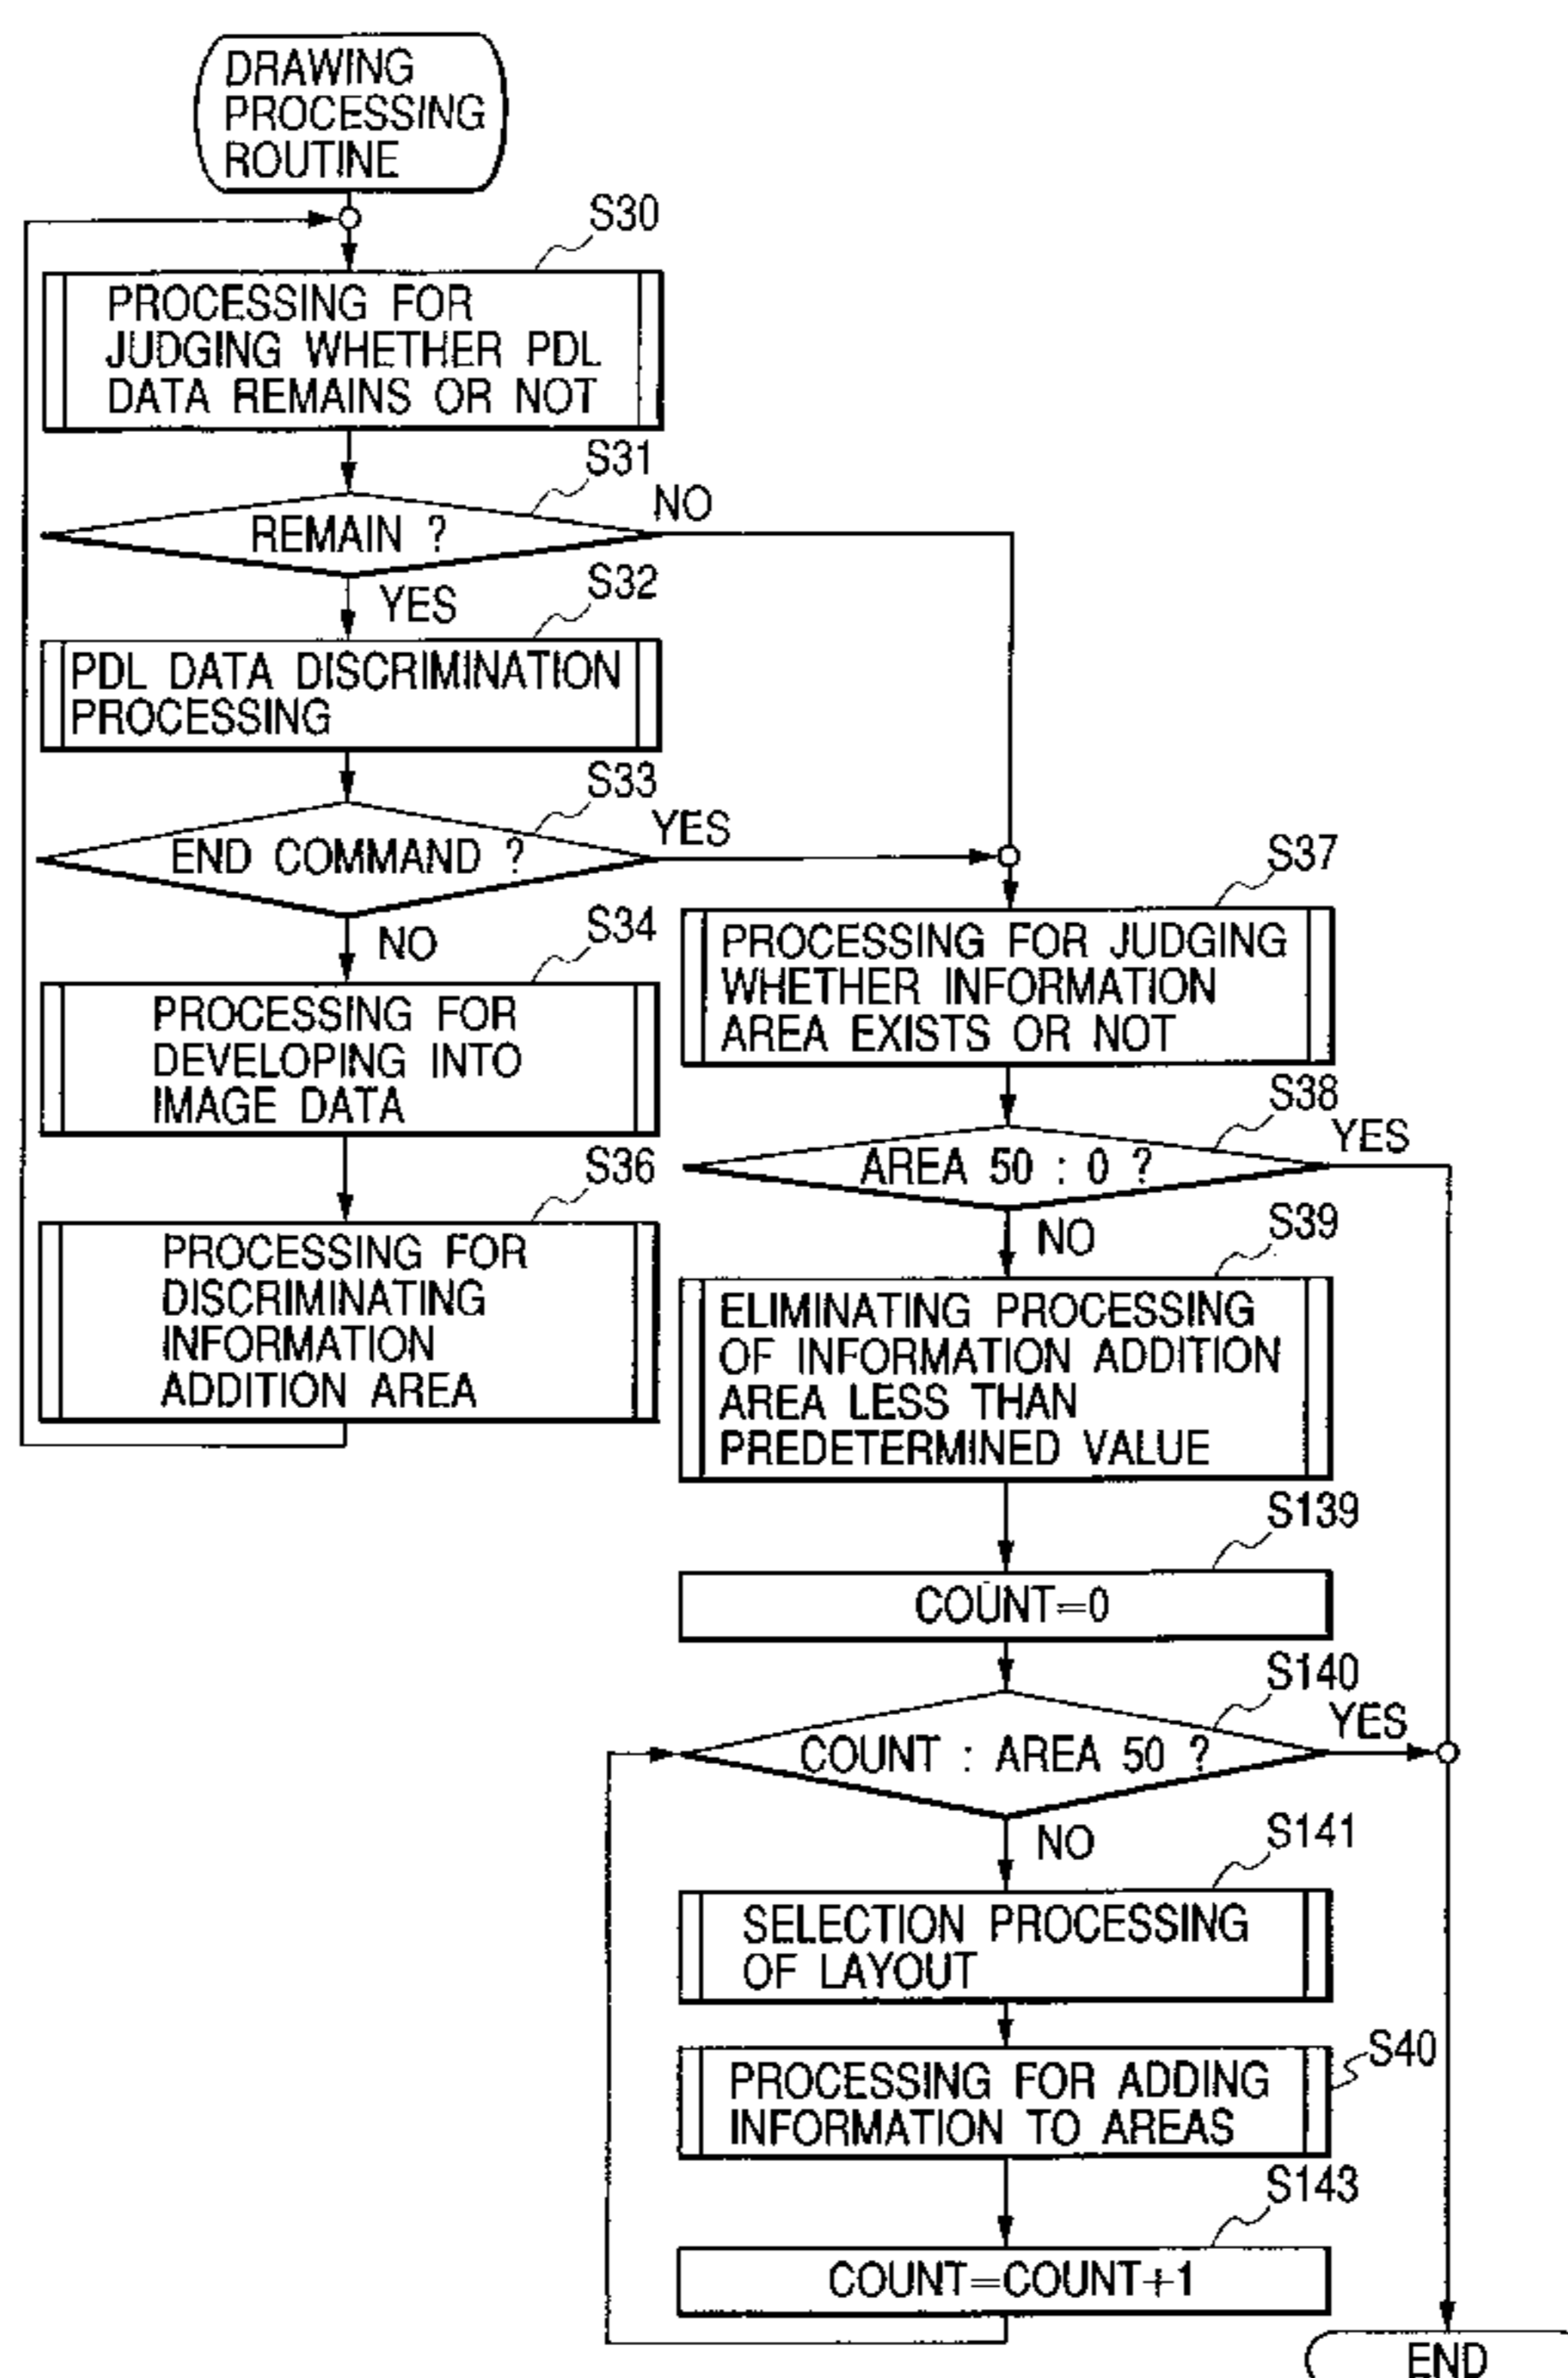 DRAWING
PROCESSING
ROUTINE
S30
PROCESSING FOR
JUDGING WHETHER PDL
DATA REMAINS OR NOT
S31
REMAIN ?
NO
YES
S32
PDL DATA DISCRIMINATION
PROCESSING
S33
END COMMAND ?
YES
NO
S34
PROCESSING FOR
DEVELOPING INTO
IMAGE DATA
S36
PROCESSING FOR
DISCRIMINATING
INFORMATION
ADDITION AREA
S37
PROCESSING FOR JUDGING
WHETHER INFORMATION
AREA EXISTS OR NOT
S38
AREA 50 : 0 ?
YES
NO
S39
ELIMINATING PROCESSING
OF INFORMATION ADDITION
AREA LESS THAN
PREDETERMINED VALUE
S139
COUNT=0
S140
COUNT : AREA 50 ?
YES
NO
S141
SELECTION PROCESSING
OF LAYOUT
S40
PROCESSING FOR ADDING
INFORMATION TO AREAS
S143
COUNT=COUNT+1
END